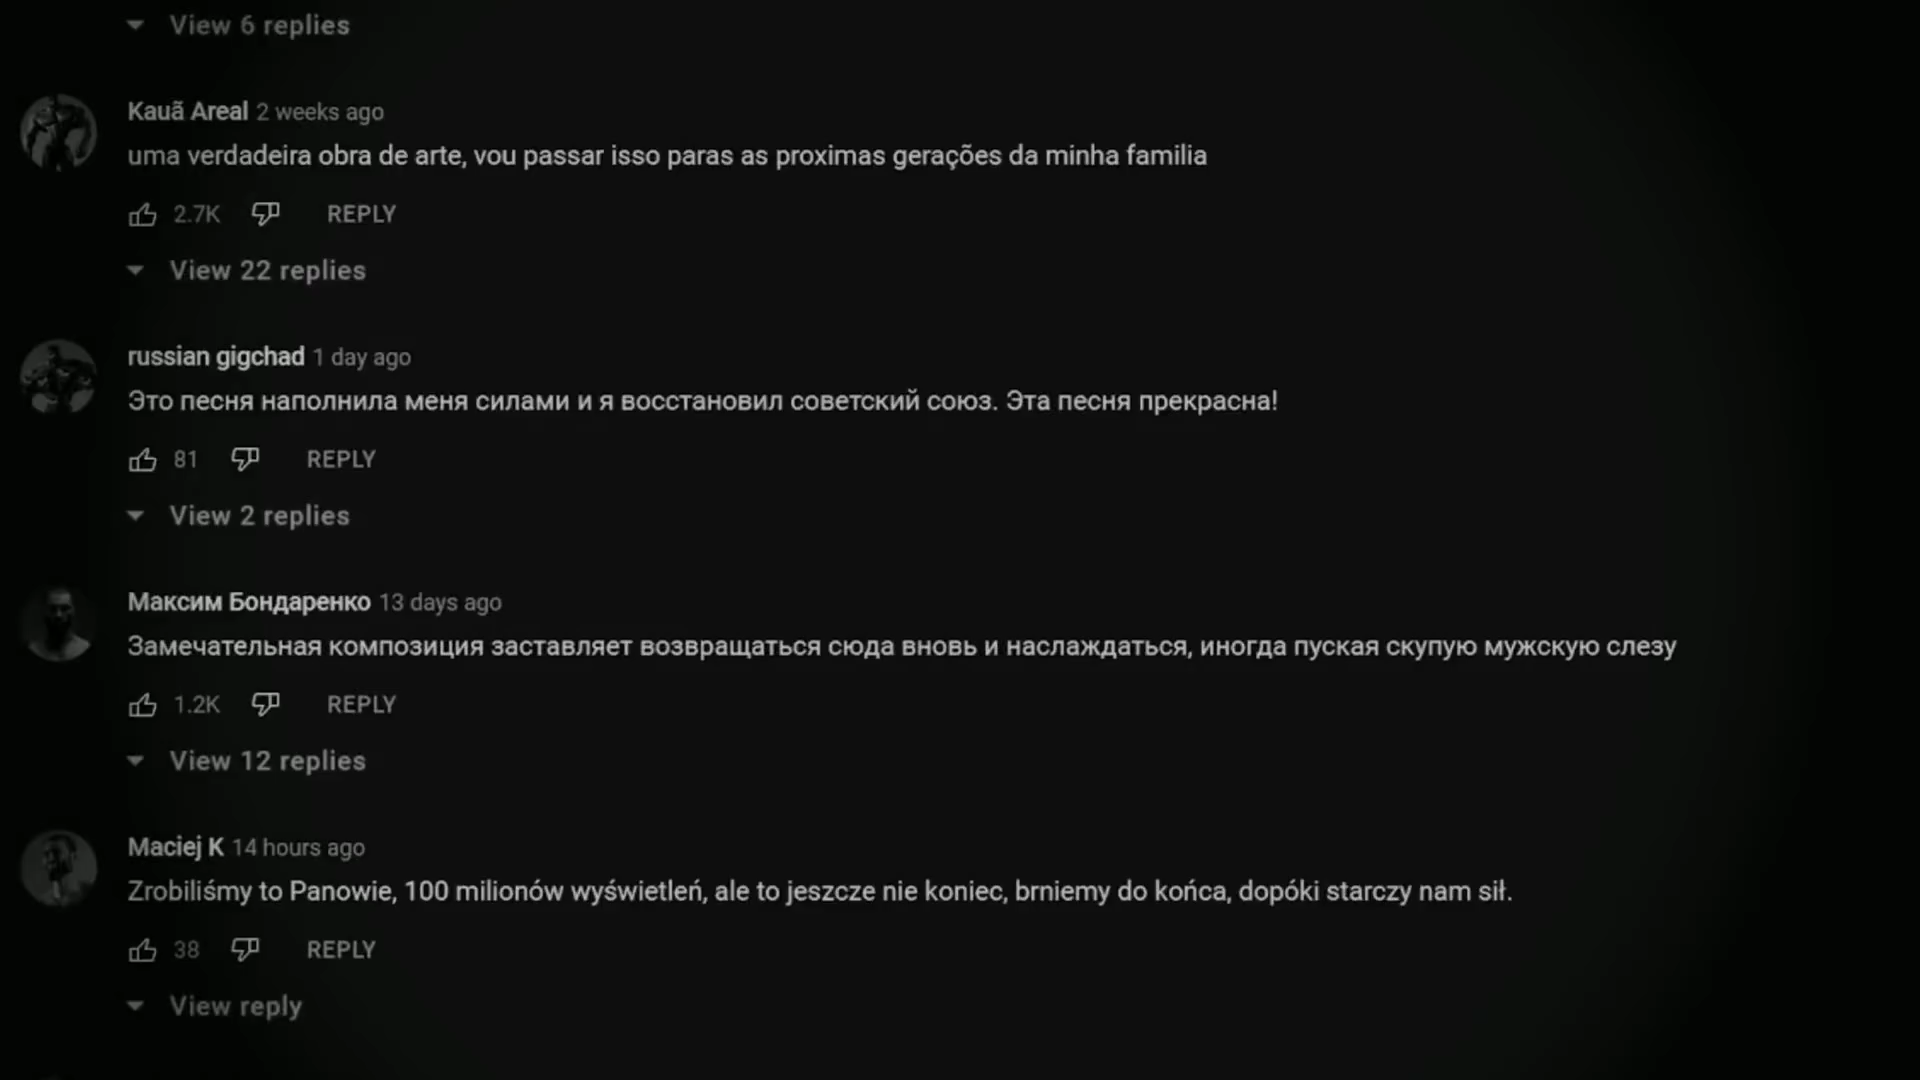 View 6 replies
Kauã Areal 2 weeks ago
uma verdadeira obra de arte, vou passar isso paras as proximas gerações da minha familia
2.7K REPLY
View 22 replies
russian gigchad 1 day ago
Это песня наполнила меня силами и я восстановил советский союз. Эта песня прекрасна!
81 REPLY
View 2 replies
Максим Бондаренко 13 days ago
Замечательная композиция заставляет возвращаться сюда вновь и наслаждаться, иногда пуская скупую мужскую слезу
1.2K REPLY
View 12 replies
Maciej K 14 hours ago
Zrobiliśmy to Panowie, 100 milionów wyświetleń, ale to jeszcze nie koniec, brniemy do końca, dopóki starczy nam sił.
38 REPLY
View reply